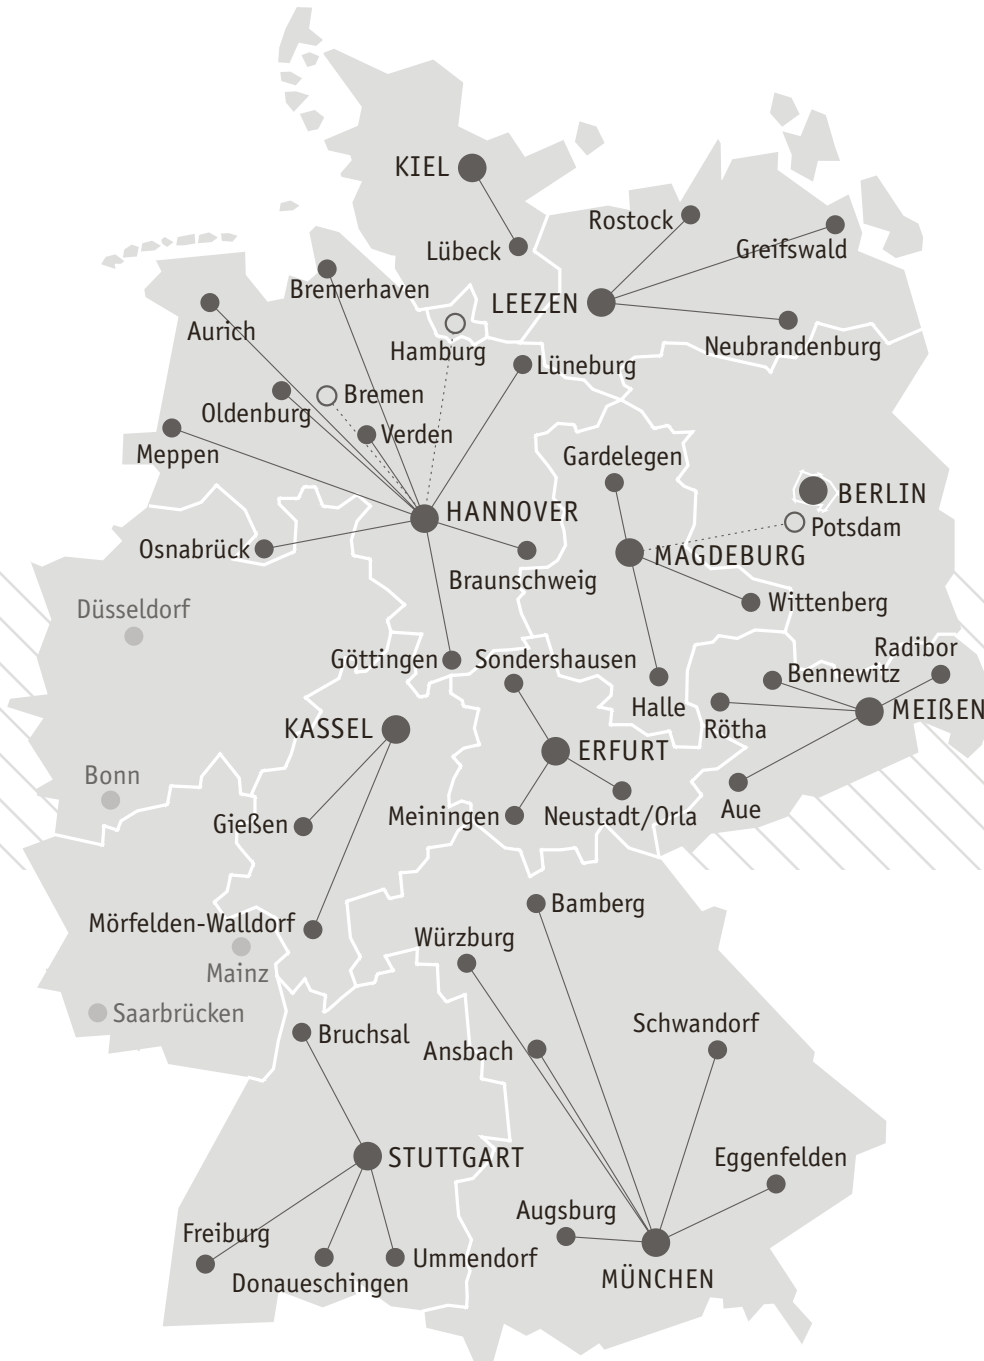 KIEL
Rostock
Greifswald
Lübeck
Bremerhaven
LEEZEN
Aurich
Hamburg
Neubrandenburg
Lüneburg
Bremen
Oldenburg
Verden
Meppen
Gardelegen
BERLIN
HANNOVER
Potsdam
Osnabrück
MAGDEBURG
Braunschweig
Düsseldorf
Wittenberg
Radibor
Göttingen
Sondershausen
Bennewitz
Halle
MEIßEN
KASSEL
Rötha
ERFURT
Bonn
Gießen
Meiningen
Neustadt/Orla
Aue
Mörfelden-Walldorf
Bamberg
Würzburg
Mainz
Saarbrücken
Schwandorf
Bruchsal
Ansbach
STUTTGART
Eggenfelden
Augsburg
Freiburg
Ummendorf
Donaueschingen
MÜNCHEN